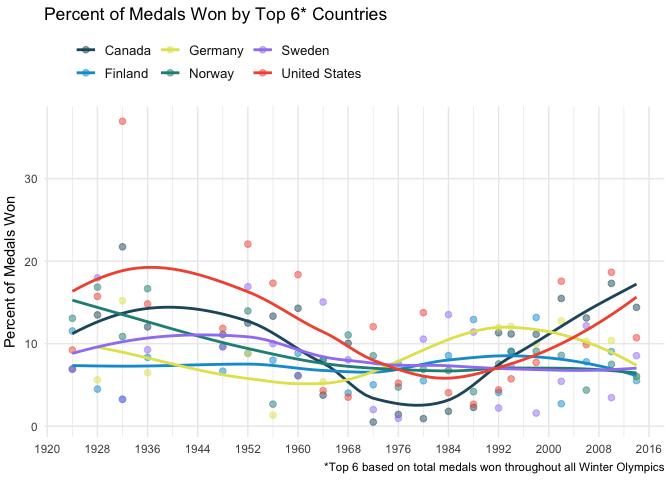 Percent of Medals Won by Top 6* Countries
Canada Germany Sweden
Finland Norway United States
Percent of Medals Won
30
20
10
0
1920 1928 1936 1944 1952 1960 1968 1976 1984 1992 2000 2008 2016
*Top 6 based on total medals won throughout all Winter Olympics